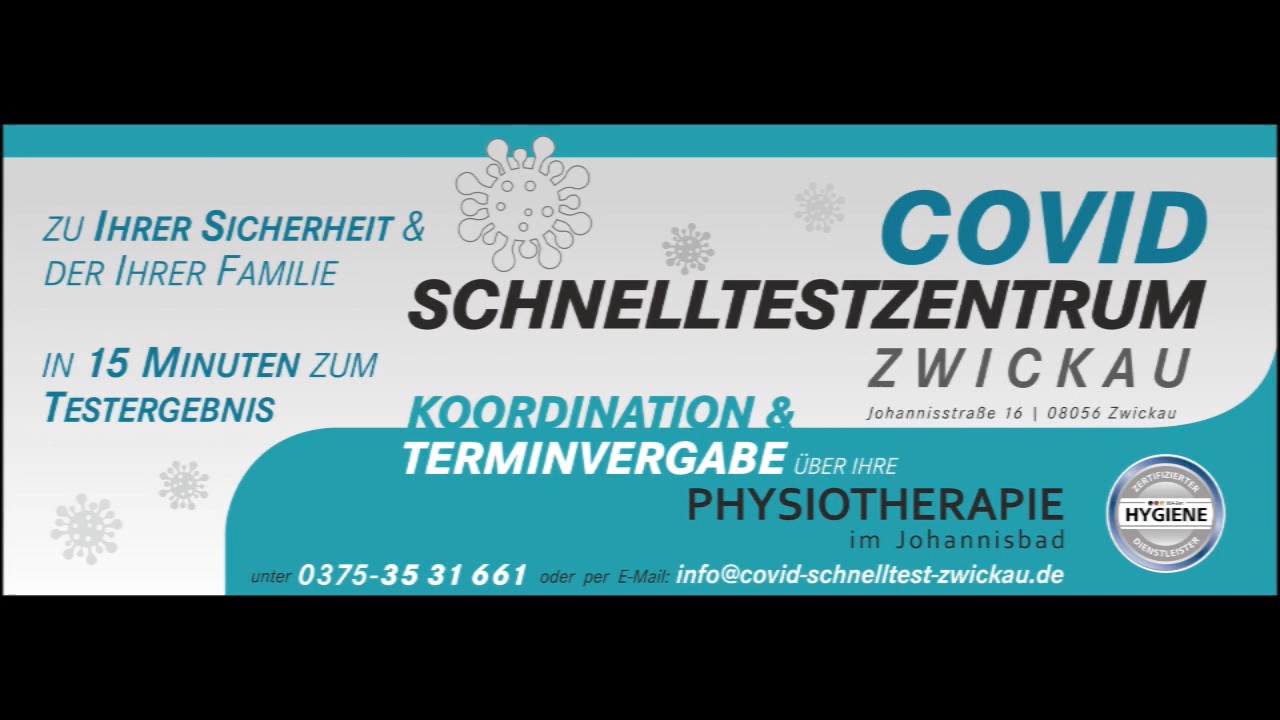 ZU IHRER SICHERHEIT &
DER IHRER FAMILIE
IN 15 MINUTEN ZUM
TESTERGEBNIS
COVID
SCHNELLTESTZENTRUM
ZWICKAU
Johannisstraße 16 | 08056 Zwickau
KOORDINATION &
TERMINVERGABE ÜBER IHRE
PHYSIOTHERAPIE
im Johannisbad
unter 0375-35 31 661 oder per E-Mail: info@covid-schnelltest-zwickau.de
ZERTIFIZIERTER
HYGIENE
DIENSTLEISTER